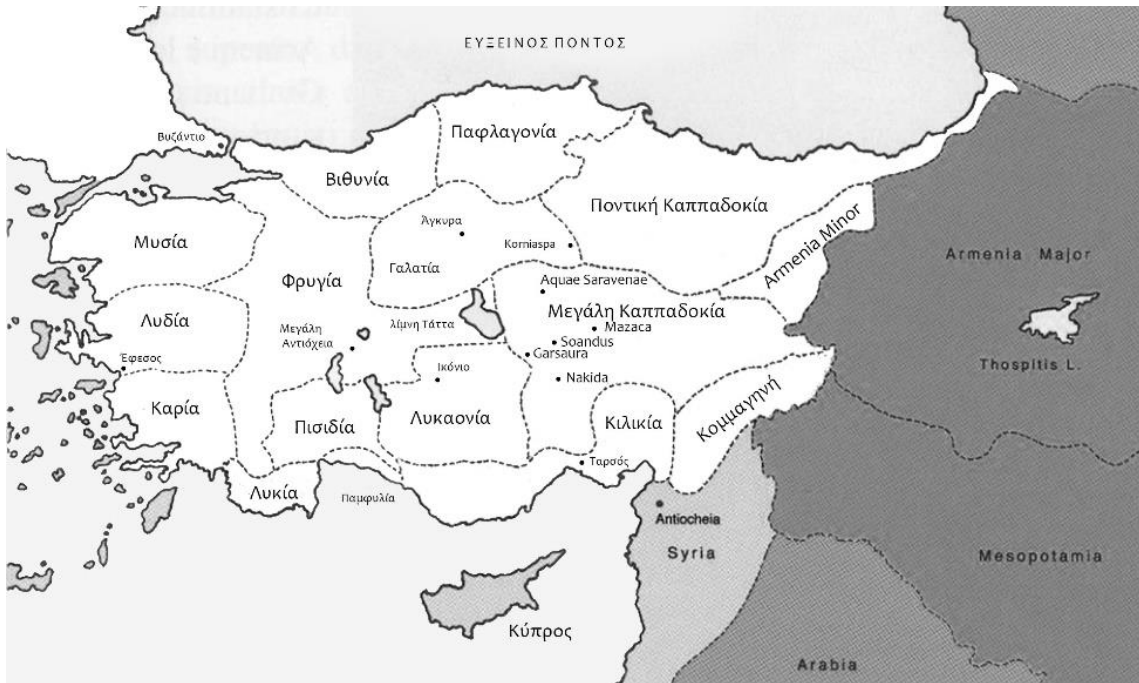 ΕΥΞΕΙΝΟΣ ΠΟΝΤΟΣ
Βυζάντιο
Παφλαγονία
Βιθυνία
Ποντική Καππαδοκία
Άγκυρα
Μυσία
Korniaspa
Armenia Minor
Armenia Major
Γαλατία
Φρυγία
Aquae Saravenae
Μεγάλη Καππαδοκία
Λυδία
λίμνη Τάττα
Μεγάλη
Αντιόχεια
Mazaca
Soandus
Garsaura
Έφεσος
Ικόνιο
Thospitis L.
Nakida
Καρία
Πισιδία
Λυκαονία
Κιλικία
Κομμαγηνή
Ταρσός
Λυκία
Παμφυλία
Antiocheia
Syria
Mesopotamia
Κύπρος
Arabia